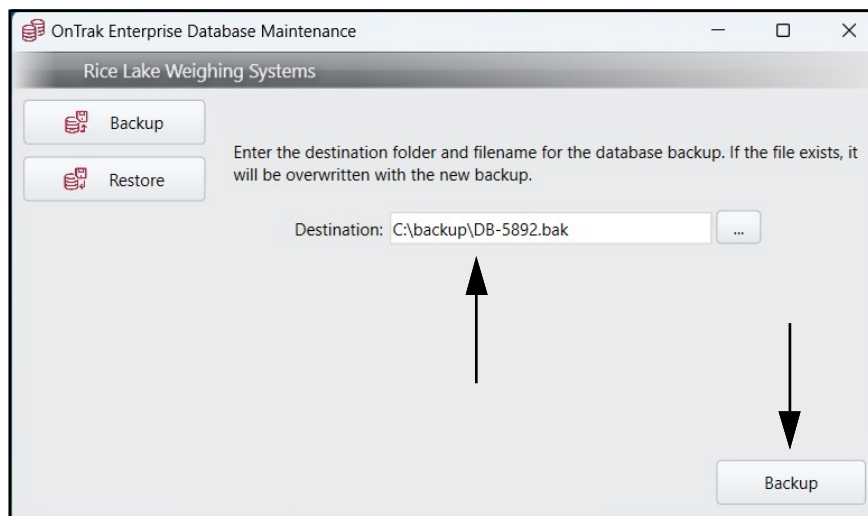 OnTrak Enterprise Database Maintenance
Rice Lake Weighing Systems
Backup
Restore
Enter the destination folder and filename for the database backup. If the file exists, it
will be overwritten with the new backup.
Destination: C:\backup\DB-5892.bak ...
Backup